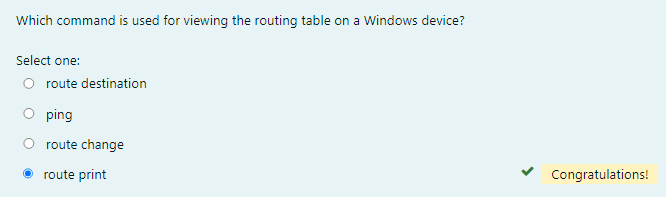 Which command is used for viewing the routing table on a Windows device?
Select one:
route destination
ping
route change
route print
Congratulations!